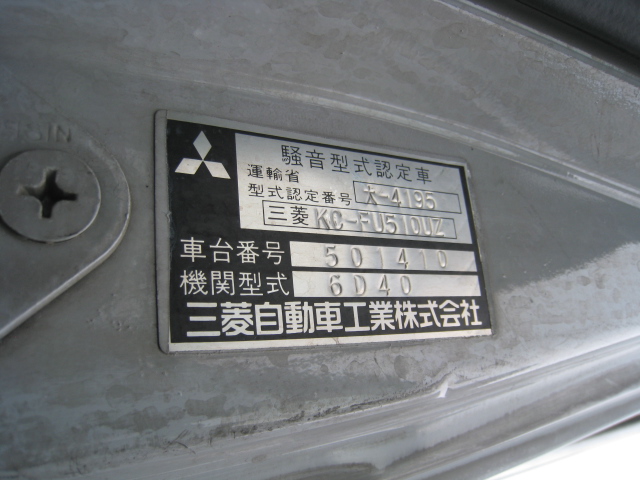 騒音型式認定車
運輸省
型式認定番号 大-4195
三菱 KC-FU510UZ
車台番号 501410
機関型式 6D40
三菱自動車工業株式会社